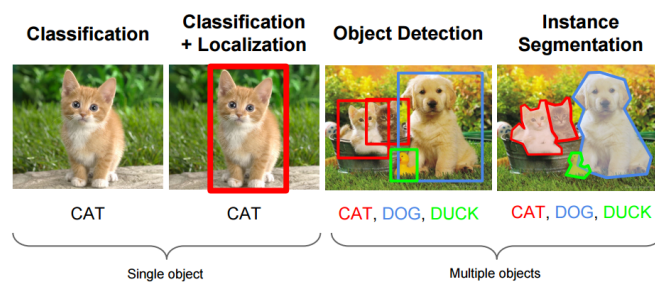 Classification
Classification
+ Localization
Object Detection
Instance
Segmentation
CAT
CAT
CAT, DOG, DUCK
CAT, DOG, DUCK
Single object
Multiple objects